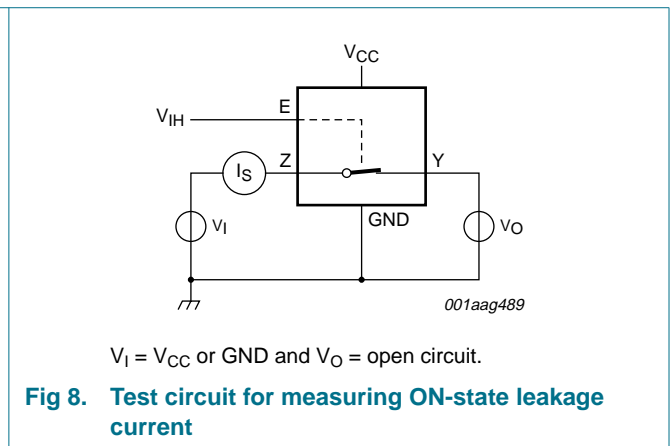 VCC
E
VIH
IS
Z
Y
GND
VI
VO
001aag489
VI = VCC or GND and VO = open circuit.
Fig 8. Test circuit for measuring ON-state leakage
current